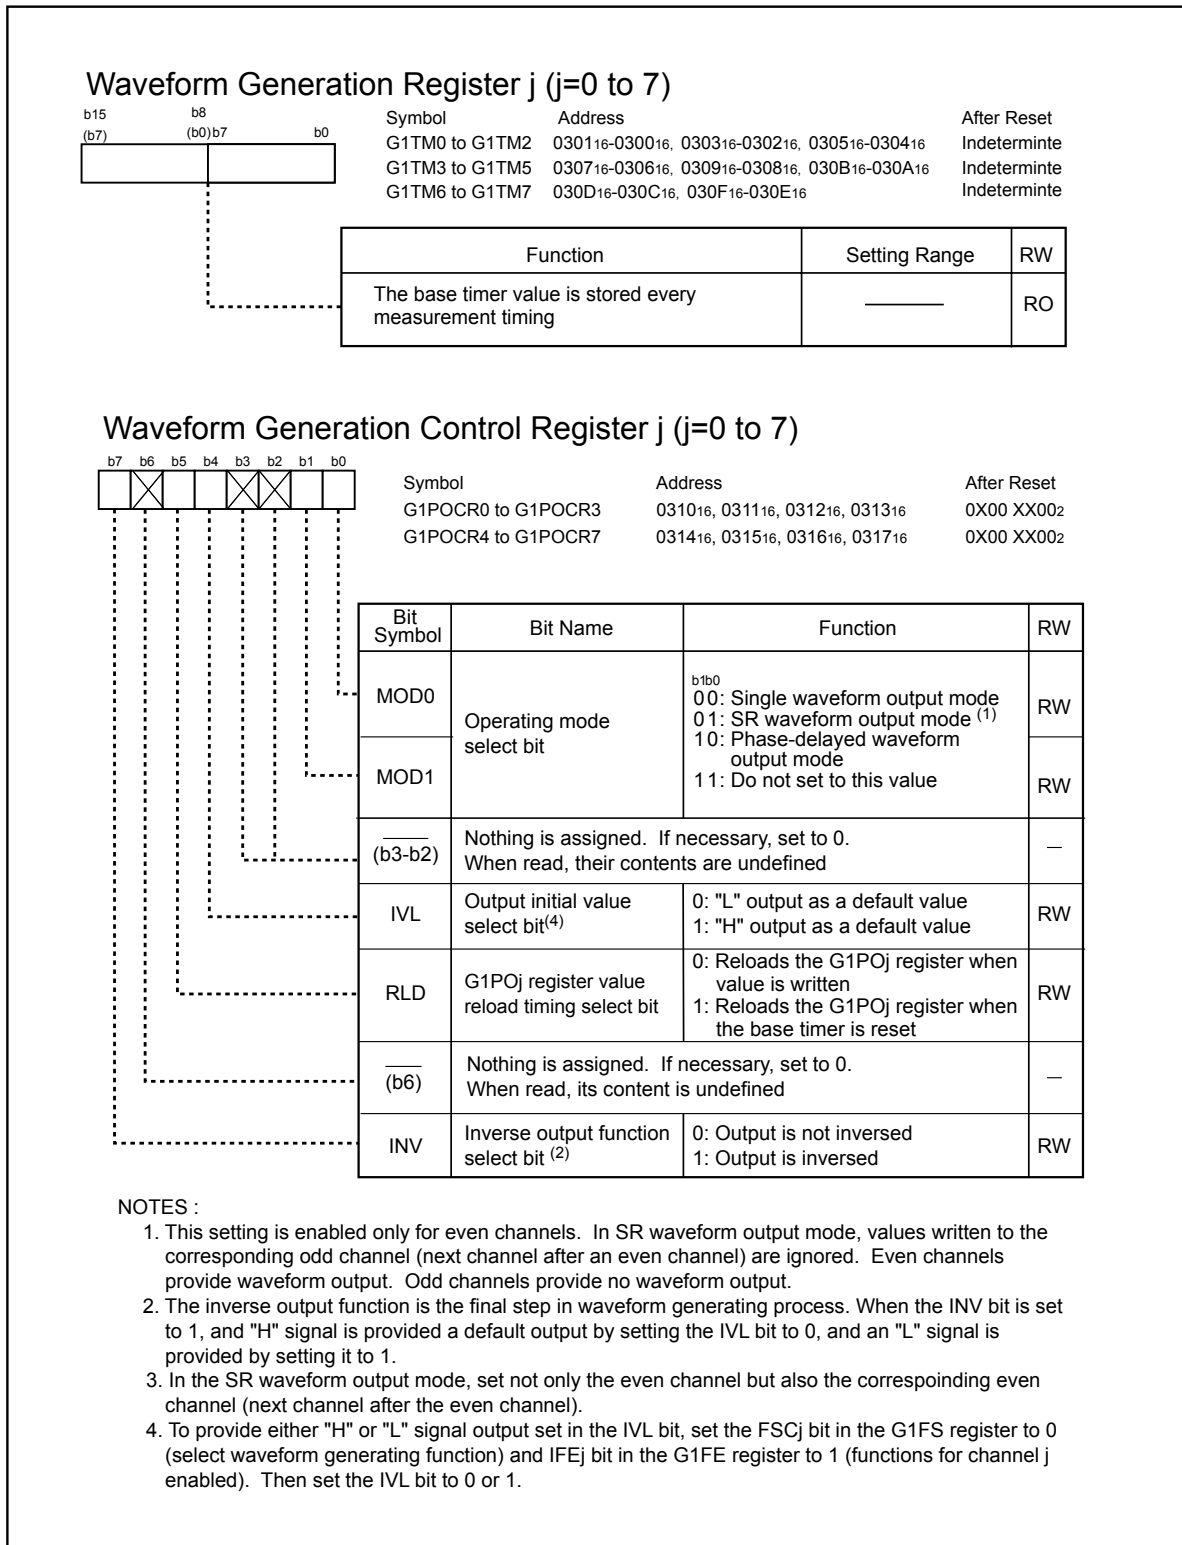 Waveform Generation Register j (j=0 to 7)
b15 b8
(b7) (b0) b7 b0
Symbol Address After Reset
G1TM0 to G1TM2 030116-030016, 030316-030216, 030516-030416 Indeterminte
G1TM3 to G1TM5 030716-030616, 030916-030816, 030B16-030A16 Indeterminte
G1TM6 to G1TM7 030D16-030C16, 030F16-030E16 Indeterminte
Function Setting Range RW
The base timer value is stored every
measurement timing
RO
Waveform Generation Control Register j (j=0 to 7)
b7 b6 b5 b4 b3 b2 b1 b0
Symbol Address After Reset
G1POCR0 to G1POCR3 031016, 031116, 031216, 031316 0X00 XX002
G1POCR4 to G1POCR7 031416, 031516, 031616, 031716 0X00 XX002
Bit
Symbol
Bit Name Function RW
MOD0
MOD1
Operating mode
select bit
b1b0
00: Single waveform output mode
01: SR waveform output mode (1)
10: Phase-delayed waveform
output mode
11: Do not set to this value
RW
RW
(b3-b2)
Nothing is assigned. If necessary, set to 0.
When read, their contents are undefined
–
IVL
Output initial value
select bit(4)
0: "L" output as a default value
1: "H" output as a default value
RW
RLD
G1POj register value
reload timing select bit
0: Reloads the G1POj register when
value is written
1: Reloads the G1POj register when
the base timer is reset
RW
(b6)
Nothing is assigned. If necessary, set to 0.
When read, its content is undefined
–
INV
Inverse output function
select bit (2)
0: Output is not inversed
1: Output is inversed
RW
NOTES :
1. This setting is enabled only for even channels. In SR waveform output mode, values written to the
corresponding odd channel (next channel after an even channel) are ignored. Even channels
provide waveform output. Odd channels provide no waveform output.
2. The inverse output function is the final step in waveform generating process. When the INV bit is set
to 1, and "H" signal is provided a default output by setting the IVL bit to 0, and an "L" signal is
provided by setting it to 1.
3. In the SR waveform output mode, set not only the even channel but also the correspoinding even
channel (next channel after the even channel).
4. To provide either "H" or "L" signal output set in the IVL bit, set the FSCj bit in the G1FS register to 0
(select waveform generating function) and IFEj bit in the G1FE register to 1 (functions for channel j
enabled). Then set the IVL bit to 0 or 1.